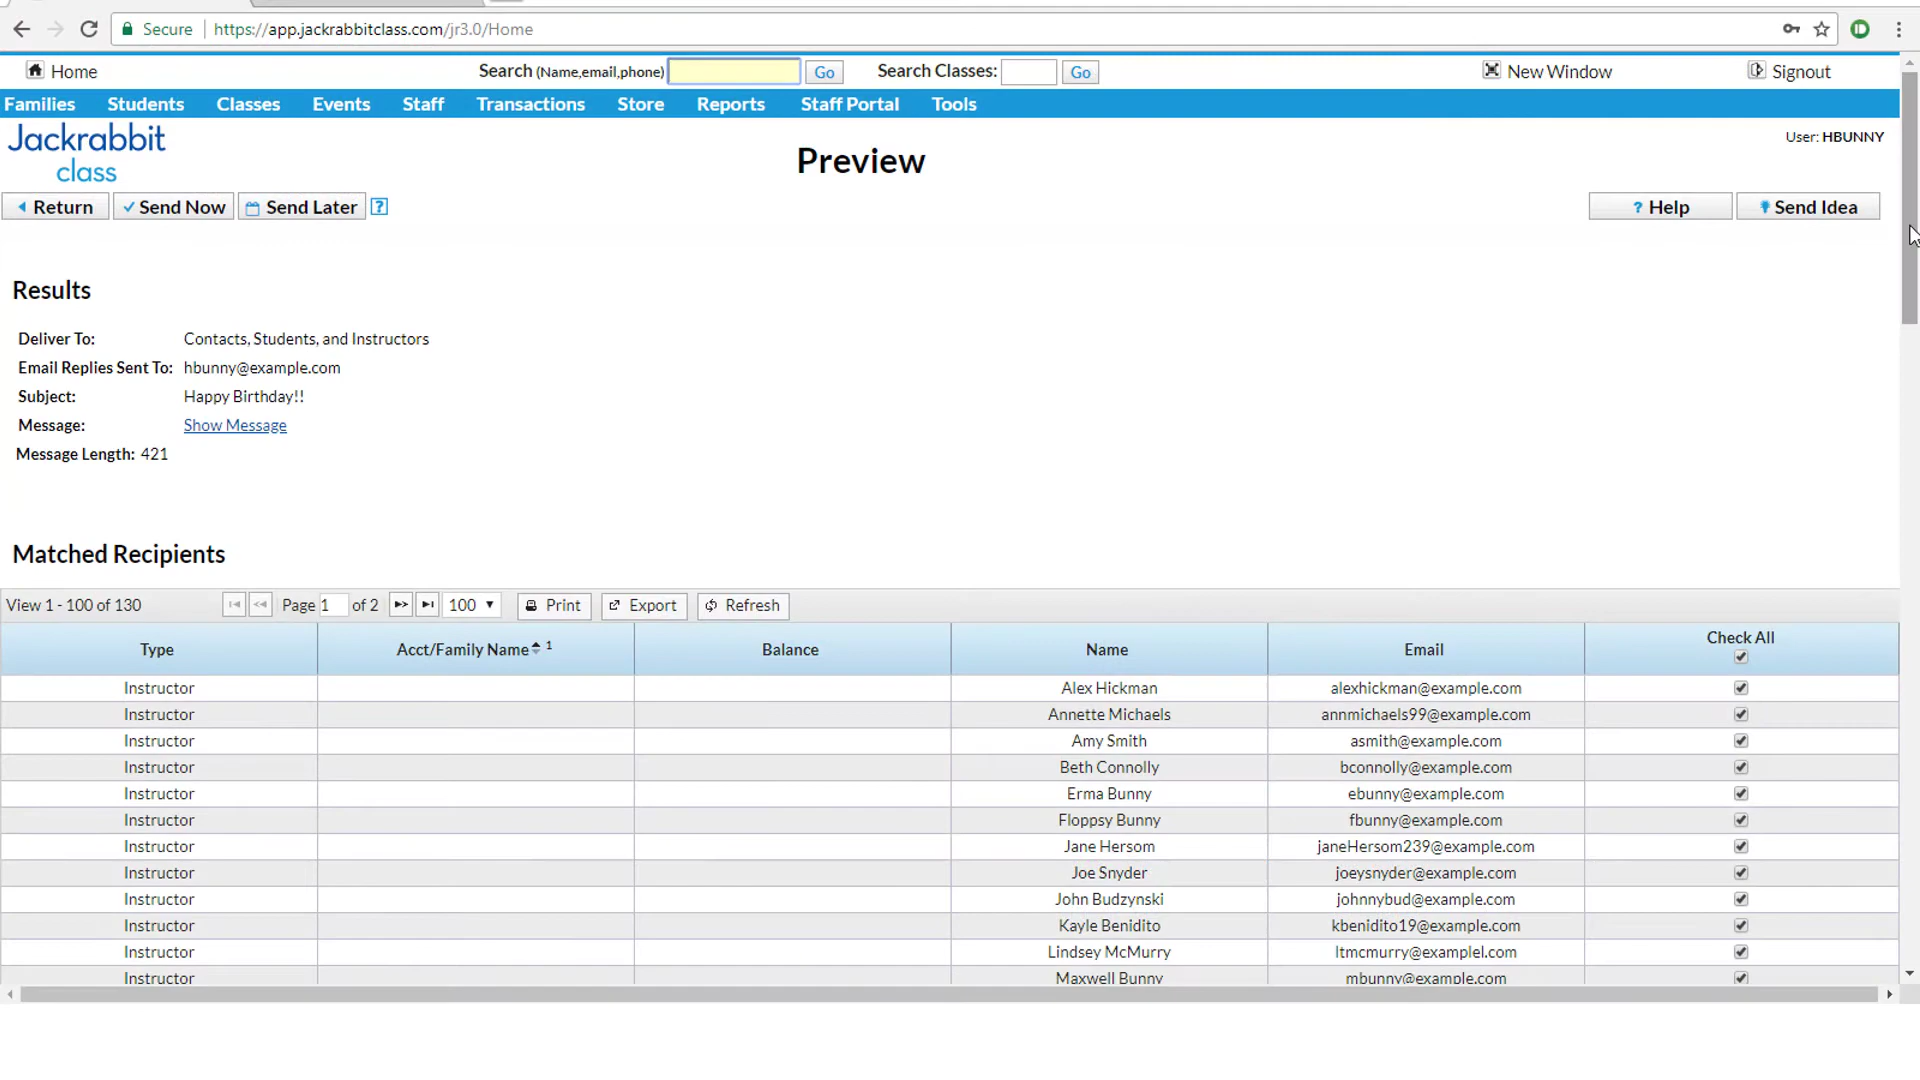 Secure https://app.jackrabbitclass.com/jr3.0/Home
Home Search (Name,email,phone) Go Search Classes: Go New Window Signout
Families Students Classes Events Staff Transactions Store Reports Staff Portal Tools
Jackrabbit
class
Preview
User: HBUNNY
Return Send Now Send Later ? ? Help Send Idea
Results
Deliver To: Contacts, Students, and Instructors
Email Replies Sent To: hbunny@example.com
Subject: Happy Birthday!!
Message: Show Message
Message Length: 421
Matched Recipients
View 1 - 100 of 130 Page 1 of 2 100 Print Export Refresh
Type Acct/Family Name 1 Balance Name Email Check All
Instructor Alex Hickman alexhickman@example.com
Instructor Annette Michaels annmichaels99@example.com
Instructor Amy Smith asmith@example.com
Instructor Beth Connolly bconnolly@example.com
Instructor Erma Bunny ebunny@example.com
Instructor Floppsy Bunny fbunny@example.com
Instructor Jane Hersom janeHersom239@example.com
Instructor Joe Snyder joeysnyder@example.com
Instructor John Budzynski johnnybud@example.com
Instructor Kayle Benidito kbenidito19@example.com
Instructor Lindsey McMurry ltmcmurry@examplel.com
Instructor Maxwell Bunny mbunny@example.com